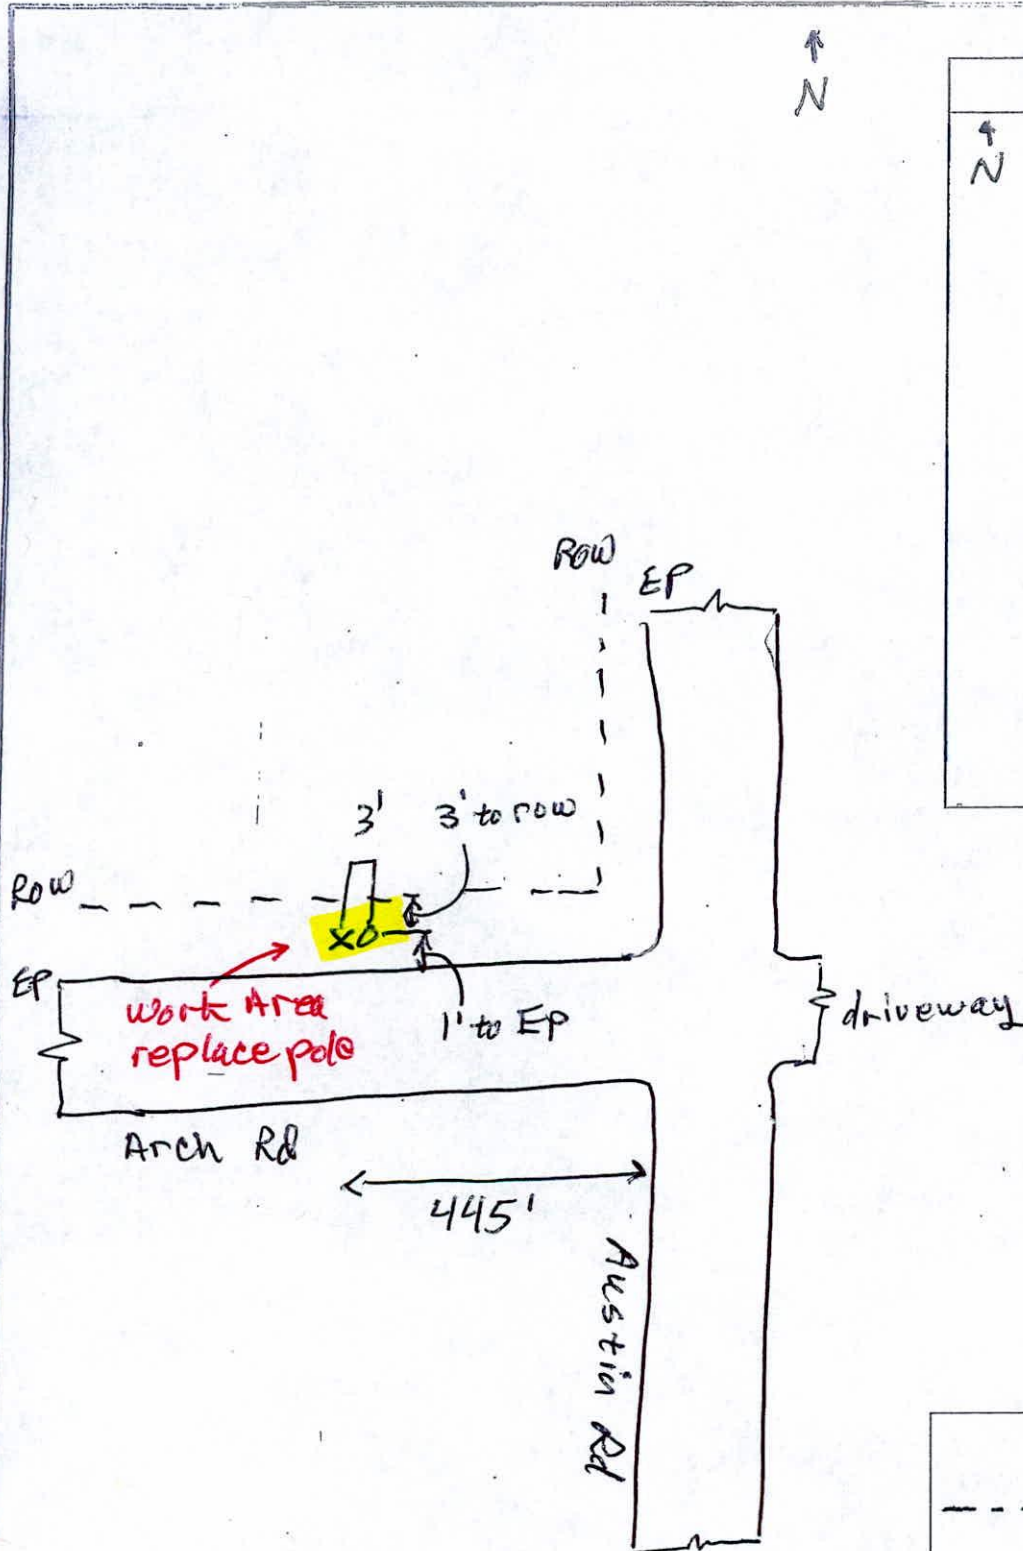 N
N
ROW
EP
3'
3' to row
ROW
XO
EP
work Area
replace pole
1' to EP
driveway
Arch Rd
445'
Austin Rd